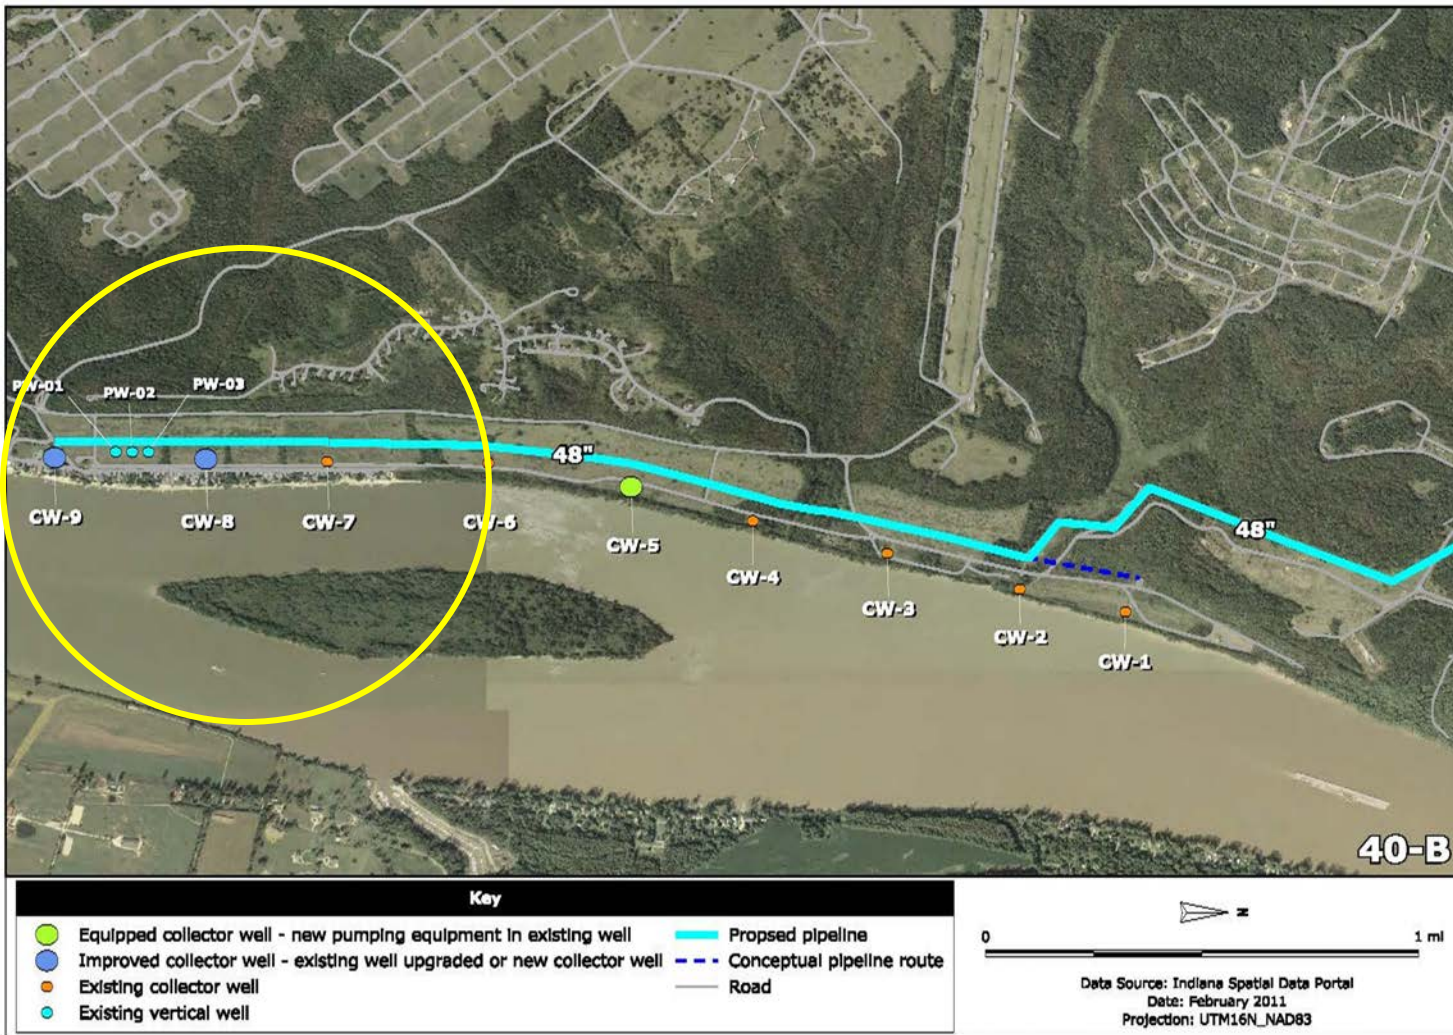 PW-01
PW-02
PW-03
48"
48"
CW-9
CW-8
CW-7
CW-6
CW-5
CW-4
CW-3
CW-2
CW-1
40-B
Key
Equipped collector well - new pumping equipment in existing well
Improved collector well - existing well upgraded or new collector well
Existing collector well
Existing vertical well
Propsed pipeline
Conceptual pipeline route
Road
N
0
1 mi
Data Source: Indiana Spatial Data Portal
Date: February 2011
Projection: UTM16N_NAD83